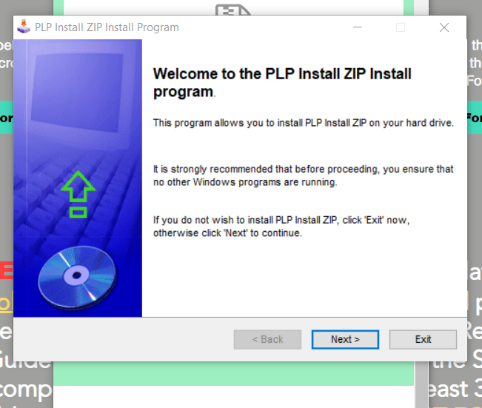 PLP Install ZIP Install Program
Welcome to the PLP Install ZIP Install
program.
This program allows you to install PLP Install ZIP on your hard drive.
It is strongly recommended that before proceeding, you ensure that
no other Windows programs are running.
If you do not wish to install PLP Install ZIP, click 'Exit' now,
otherwise click 'Next' to continue.
< Back
Next >
Exit